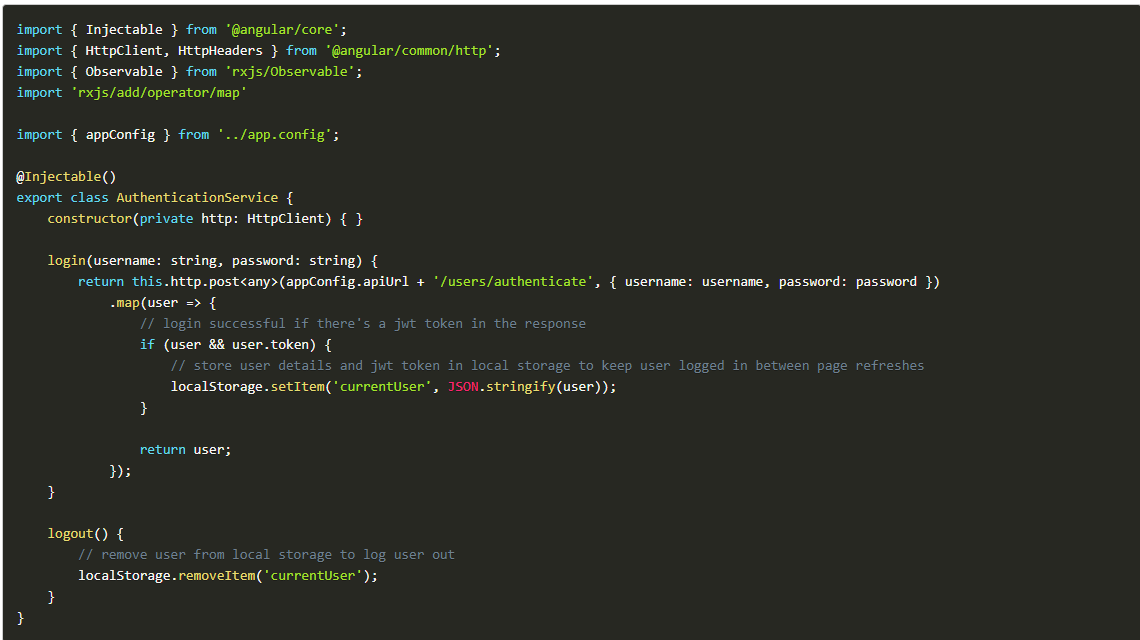 import { Injectable } from '@angular/core';
import { HttpClient, HttpHeaders } from '@angular/common/http';
import { Observable } from 'rxjs/Observable';
import 'rxjs/add/operator/map'

import { appConfig } from '../app.config';

@Injectable()
export class AuthenticationService {
    constructor(private http: HttpClient) { }

    login(username: string, password: string) {
        return this.http.post<any>(appConfig.apiUrl + '/users/authenticate', { username: username, password: password })
            .map(user => {
                // login successful if there's a jwt token in the response
                if (user && user.token) {
                    // store user details and jwt token in local storage to keep user logged in between page refreshes
                    localStorage.setItem('currentUser', JSON.stringify(user));
                }

                return user;
            });
    }

    logout() {
        // remove user from local storage to log user out
        localStorage.removeItem('currentUser');
    }
}